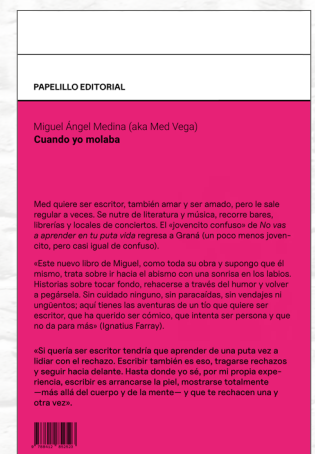 PAPELILLO EDITORIAL
Miguel Ángel Medina (aka Med Vega)
Cuando yo molaba
Med quiere ser escritor, también amar y ser amado, pero le sale
regular a veces. Se nutre de literatura y música, recorre bares,
librerías y locales de conciertos. El «jovencito confuso» de No vas
a aprender en tu puta vida regresa a Graná (un poco menos joven-
cito, pero casi igual de confuso).
«Este nuevo libro de Miguel, como toda su obra y supongo que él
mismo, trata sobre ir hacia el abismo con una sonrisa en los labios.
Historias sobre tocar fondo, rehacerse a través del humor y volver
a pegársela. Sin cuidado ninguno, sin paracaídas, sin vendajes ni
ungüentos; aquí tienes las aventuras de un tío que quiere ser
escritor, que ha querido ser cómico, que intenta ser persona y que
no da para más» (Ignatius Farray).
«Si quería ser escritor tendría que aprender de una puta vez a
lidiar con el rechazo. Escribir también es eso, tragarse rechazos
y seguir hacia delante. Hasta donde yo sé, por mi propia expe-
riencia, escribir es arrancarse la piel, mostrarse totalmente
—más allá del cuerpo y de la mente— y que te rechacen una y
otra vez».